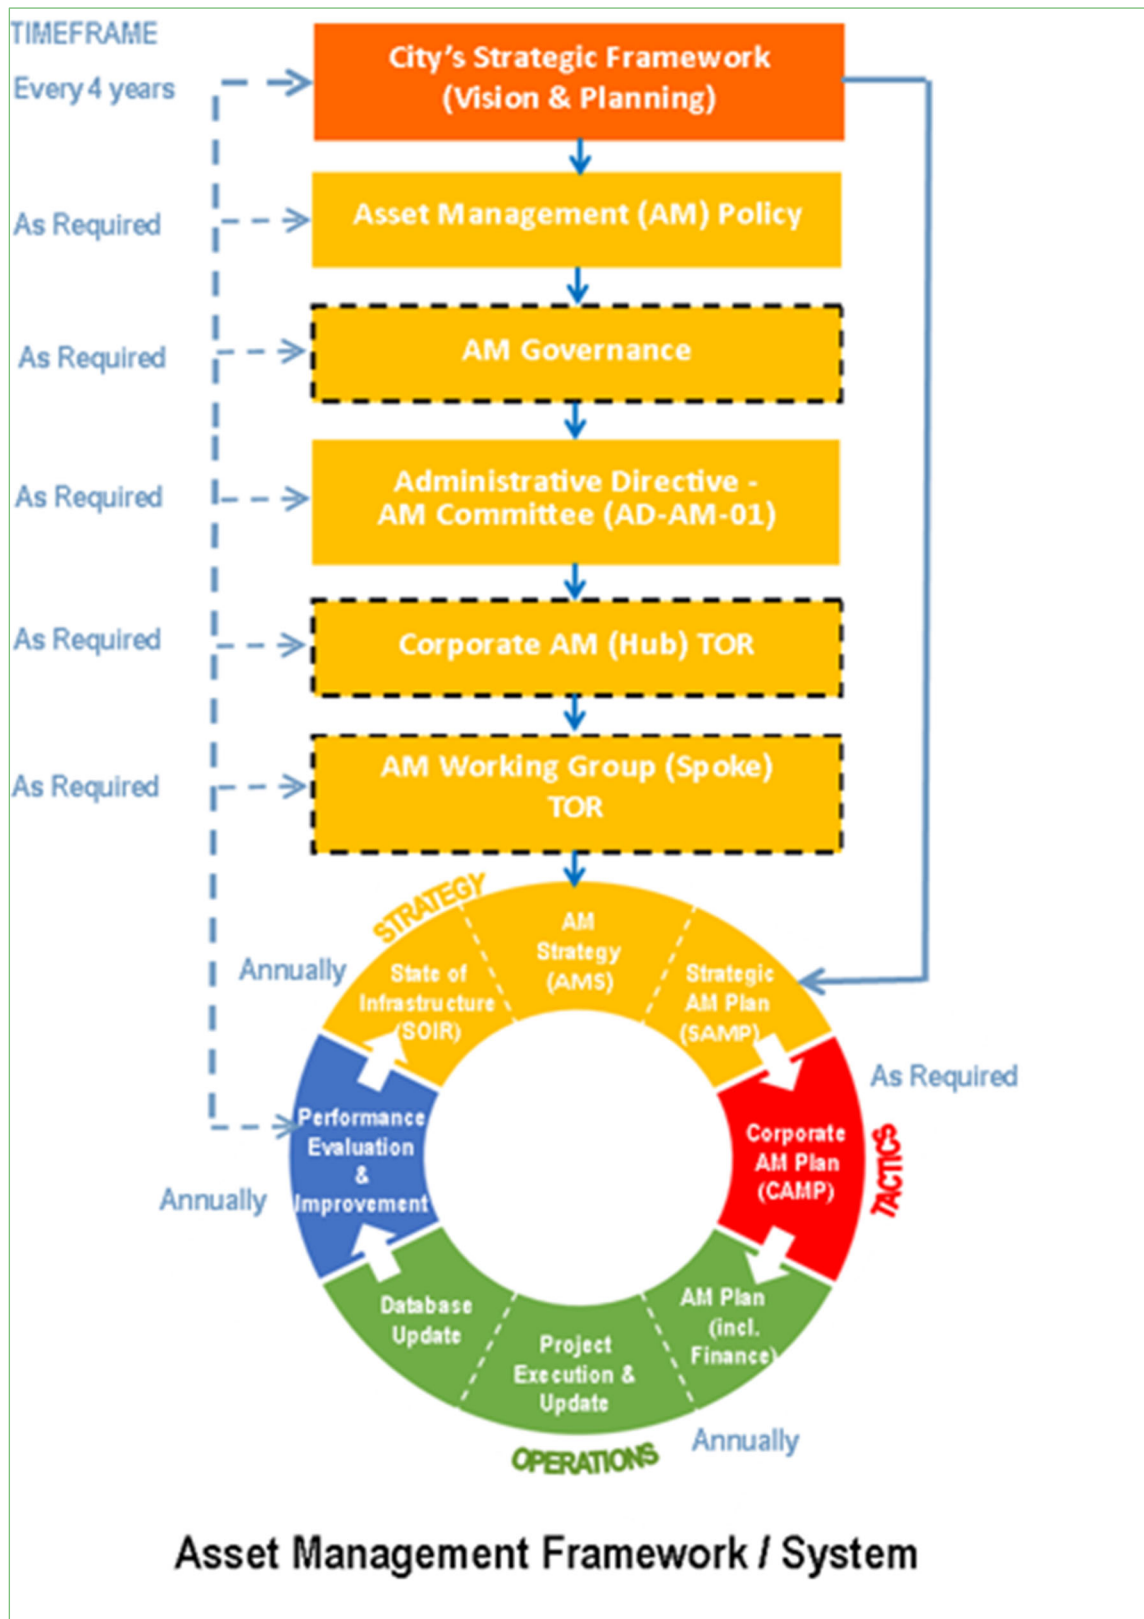 TIMEFRAME
Every 4 years
City's Strategic Framework
(Vision & Planning)
As Required
Asset Management (AM) Policy
As Required
AM Governance
As Required
Administrative Directive -
AM Committee (AD-AM-01)
As Required
Corporate AM (Hub) TOR
As Required
AM Working Group (Spoke)
TOR
STRATEGY
Annually
State of
Infrastructure
(SOIR)
AM
Strategy
(AMS)
Strategic
AM Plan
(SAMP)
As Required
TACTICS
Corporate
AM Plan
(CAMP)
Performance
Evaluation
&
Improvement
Annually
Database
Update
Project
Execution &
Update
AM Plan
(incl.
Finance)
Annually
OPERATIONS
Asset Management Framework / System